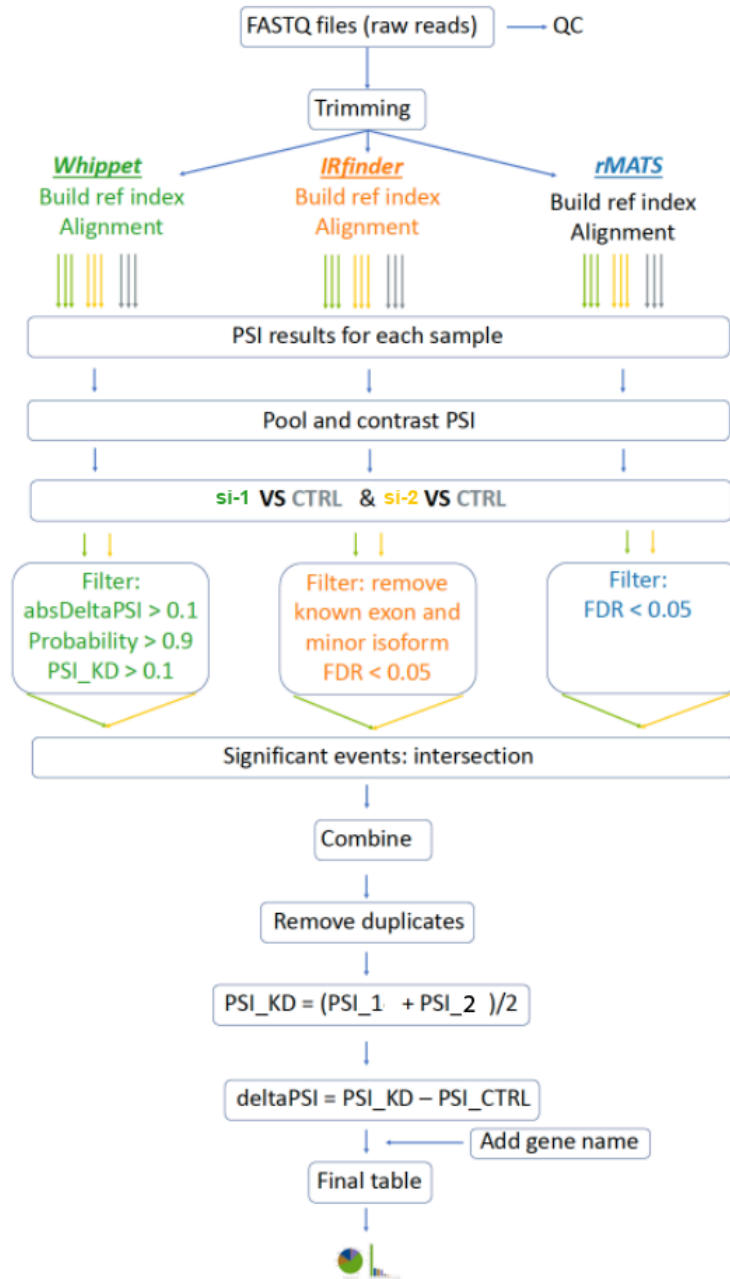 FASTQ files (raw reads)
QC
Trimming
Whippet
Build ref index
Alignment
IRfinder
Build ref index
Alignment
rMATS
Build ref index
Alignment
PSI results for each sample
Pool and contrast PSI
si-1 VS CTRL & si-2 VS CTRL
Filter:
absDeltaPSI > 0.1
Probability > 0.9
PSI_KD > 0.1
Filter: remove
known exon and
minor isoform
FDR < 0.05
Filter:
FDR < 0.05
Significant events: intersection
Combine
Remove duplicates
PSI_KD = (PSI_1 + PSI_2 )/2
deltaPSI = PSI_KD – PSI_CTRL
Add gene name
Final table